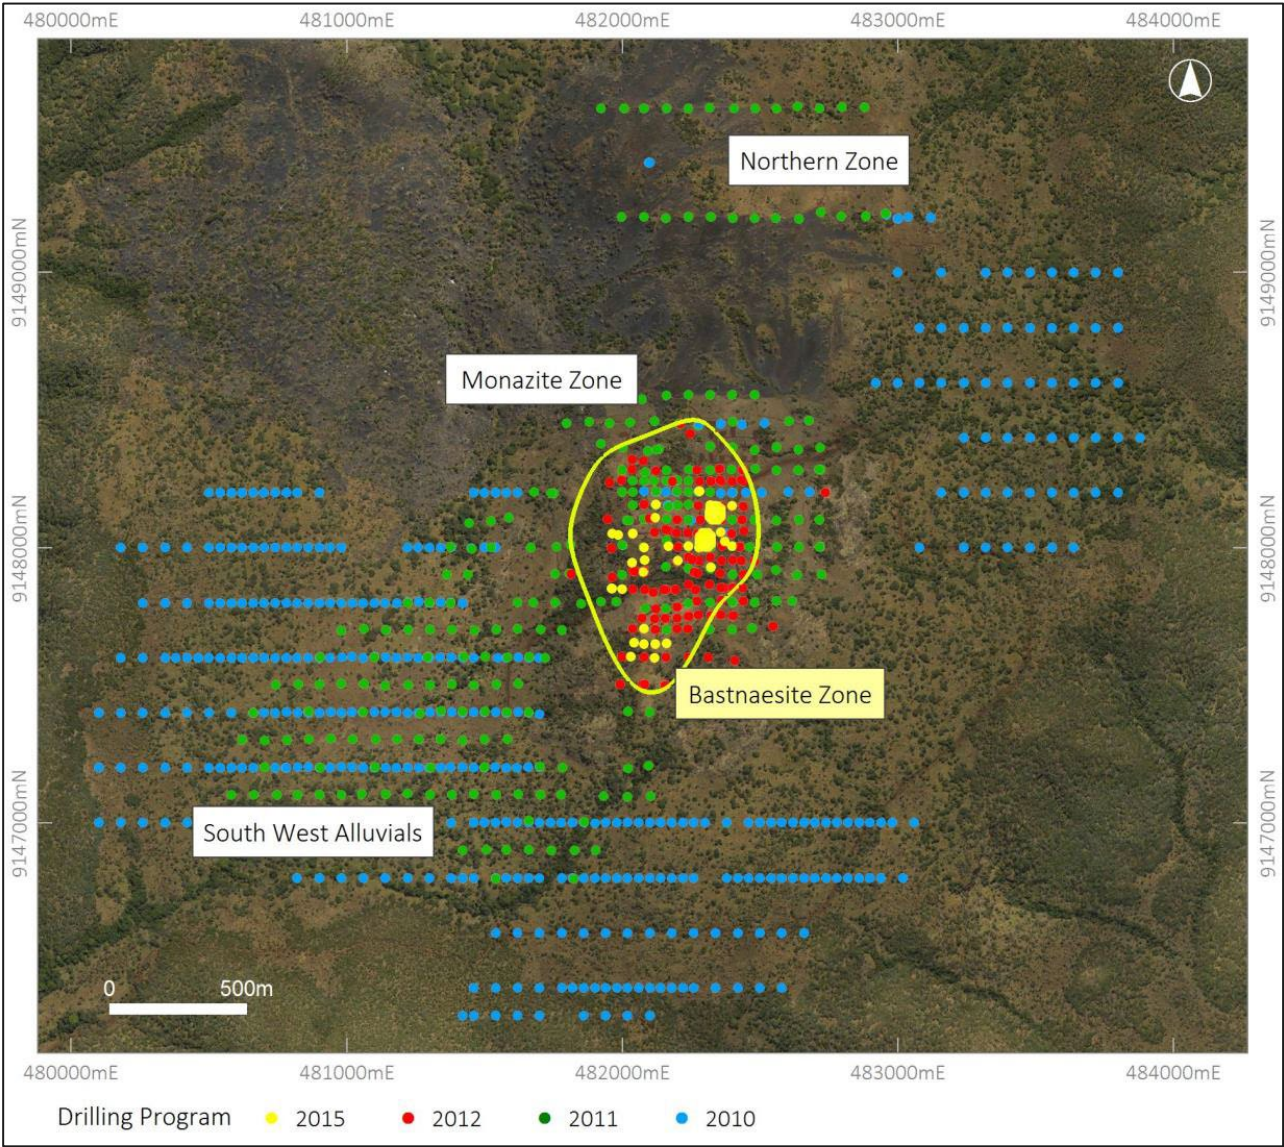 480000mE 481000mE 482000mE 483000mE 484000mE
Northern Zone
9149000mN 9149000mN
Monazite Zone
9148000mN 9148000mN
Bastnaesite Zone
9147000mN 9147000mN
South West Alluvials
0 500m
480000mE 481000mE 482000mE 483000mE 484000mE
Drilling Program 2015 2012 2011 2010